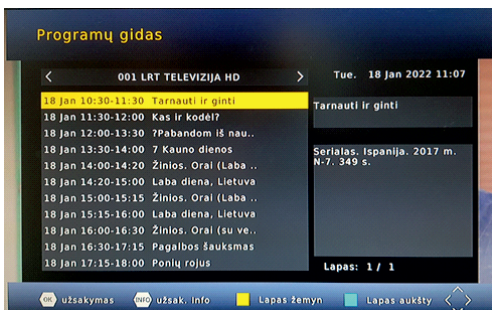 Programų gidas
001 LRT TELEVIZIJA HD
Tue. 18 Jan 2022 11:07
18 Jan 10:30-11:30 Tarnauti ir ginti
18 Jan 11:30-12:00 Kas ir kodėl?
18 Jan 12:00-13:30 ?Pabandom iš nau..
18 Jan 13:30-14:00 7 Kauno dienos
18 Jan 14:00-14:20 Žinios. Orai (Laba ..
18 Jan 14:20-15:00 Laba diena, Lietuva
18 Jan 15:00-15:15 Žinios. Orai (Laba ..
18 Jan 15:15-16:00 Laba diena, Lietuva
18 Jan 16:00-16:30 Žinios. Orai (su ve..
18 Jan 16:30-17:15 Pagalbos šauksmas
18 Jan 17:15-18:00 Ponių rojus
Tarnauti ir ginti
Serialas. Ispanija. 2017 m.
N-7. 349 s.
Lapas: 1/ 1
OK užsakymas INFO užsak. info Lapas žemyn Lapas aukšty